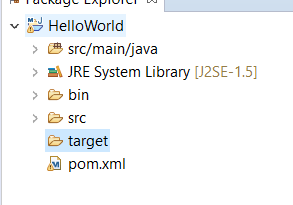 Package Explorer
HelloWorld
src/main/java
JRE System Library [J2SE-1.5]
bin
src
target
pom.xml